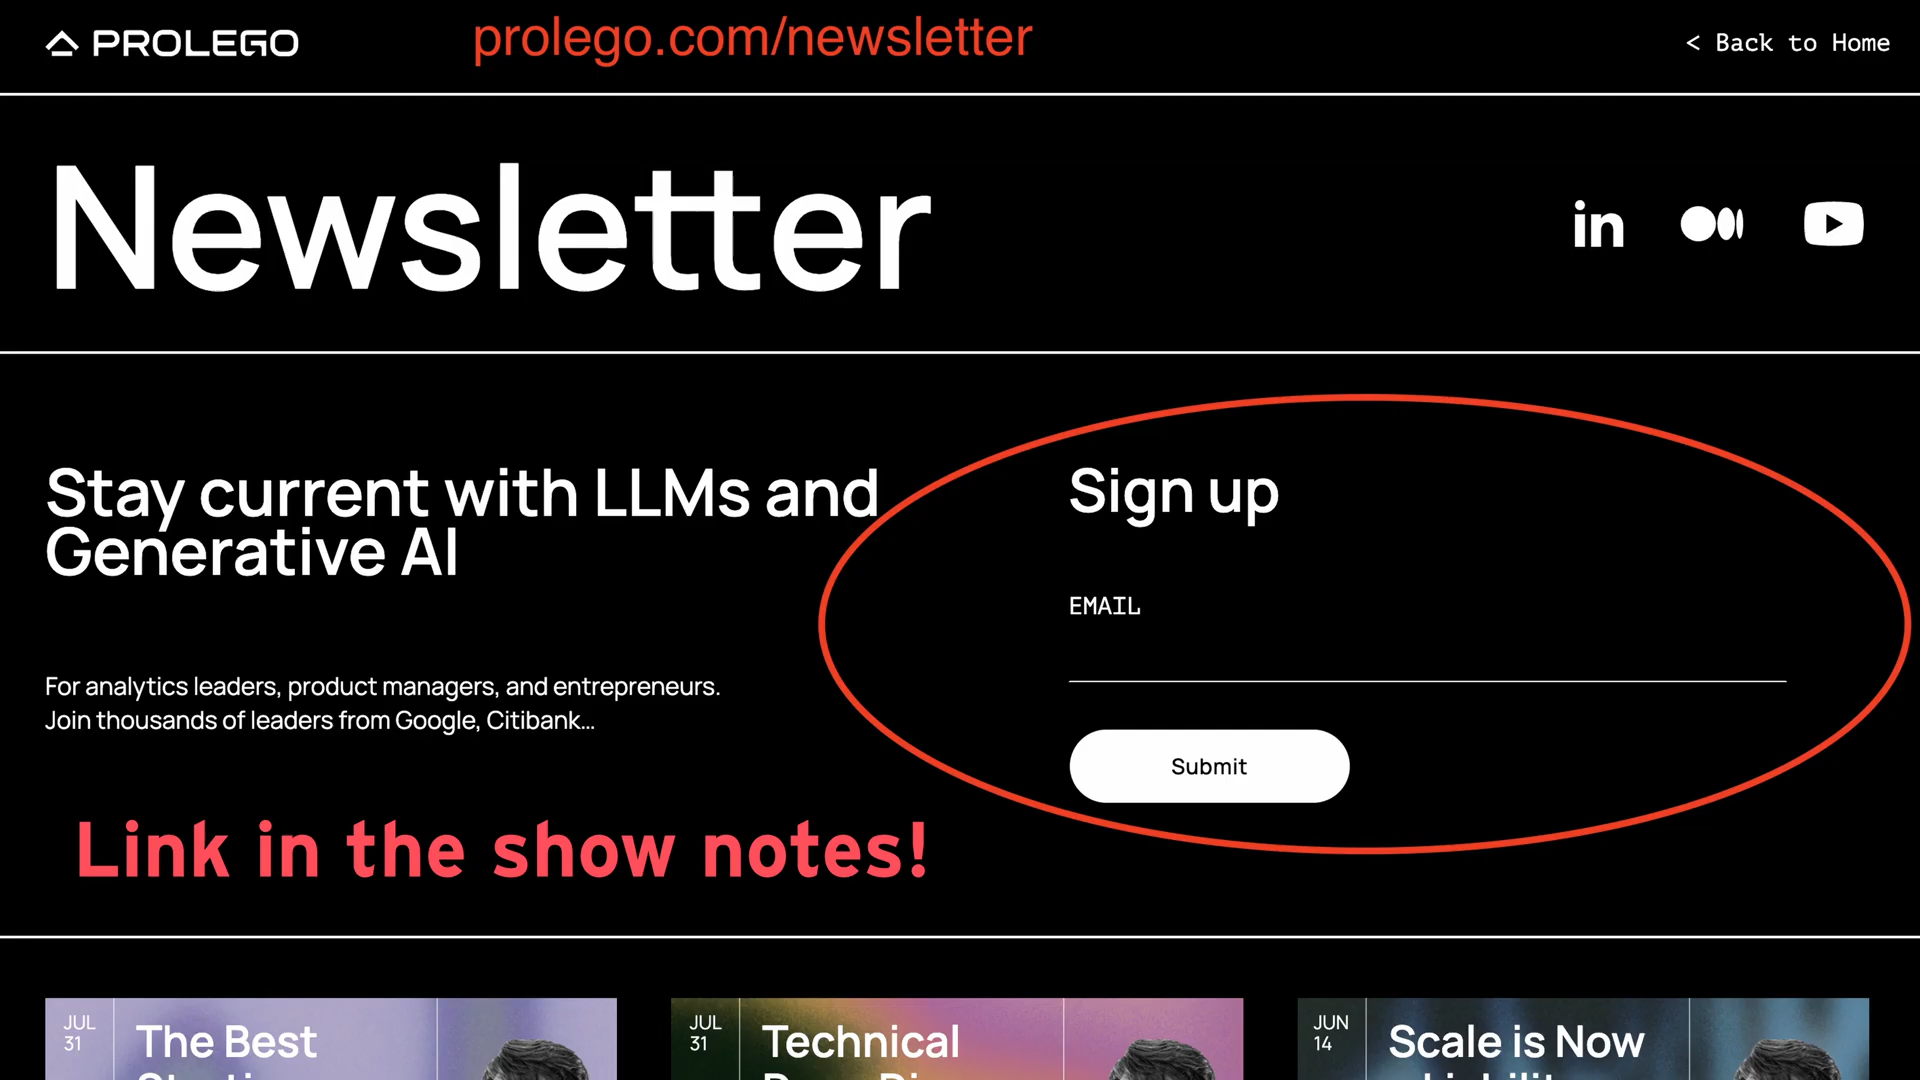 PROLEGO
prolego.com/newsletter
< Back to Home
Newsletter
in
Stay current with LLMs and
Generative AI
For analytics leaders, product managers, and entrepreneurs.
Join thousands of leaders from Google, Citibank...
Link in the show notes!
Sign up
EMAIL
Submit
JUL
31
The Best
JUL
31
Technical
JUN
14
Scale is Now